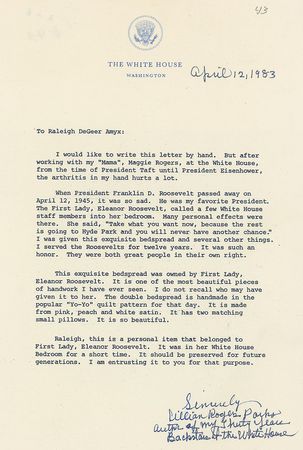 43
THE WHITE HOUSE
WASHINGTON
April 12, 1983
To Raleigh DeGeer Amyx:
I would like to write this letter by hand. But after
working with my "Mama", Maggie Rogers, at the White House,
from the time of President Taft until President Eisenhower,
the arthritis in my hand hurts a lot.
When President Franklin D. Roosevelt passed away on
April 12, 1945, it was so sad. He was my favorite President.
The First Lady, Eleanor Roosevelt, called a few White House
staff members into her bedroom. Many personal effects were
there. She said, "Take what you want now, because the rest
is going to Hyde Park and you will never have another chance."
I was given this exquisite bedspread and several other things.
I served the Roosevelts for twelve years. It was such an
honor. They were both great people in their own right.
This exquisite bedspread was owned by First Lady,
Eleanor Roosevelt. It is one of the most beautiful pieces
of handwork I have ever seen. I do not recall who may have
given it to her. The double bedspread is handmade in the
popular "Yo-Yo" quilt pattern for that day. It is made
from pink, peach and white satin. It has two matching
small pillows. It is so beautiful.
Raleigh, this is a personal item that belonged to
First Lady, Eleanor Roosevelt. It was in her White House
Bedroom for a short time. It should be preserved for future
generations. I am entrusting it to you for that purpose.
Sincerely
Lillian Rogers Parks
author of my Thirty Years
Backstairs at the White House